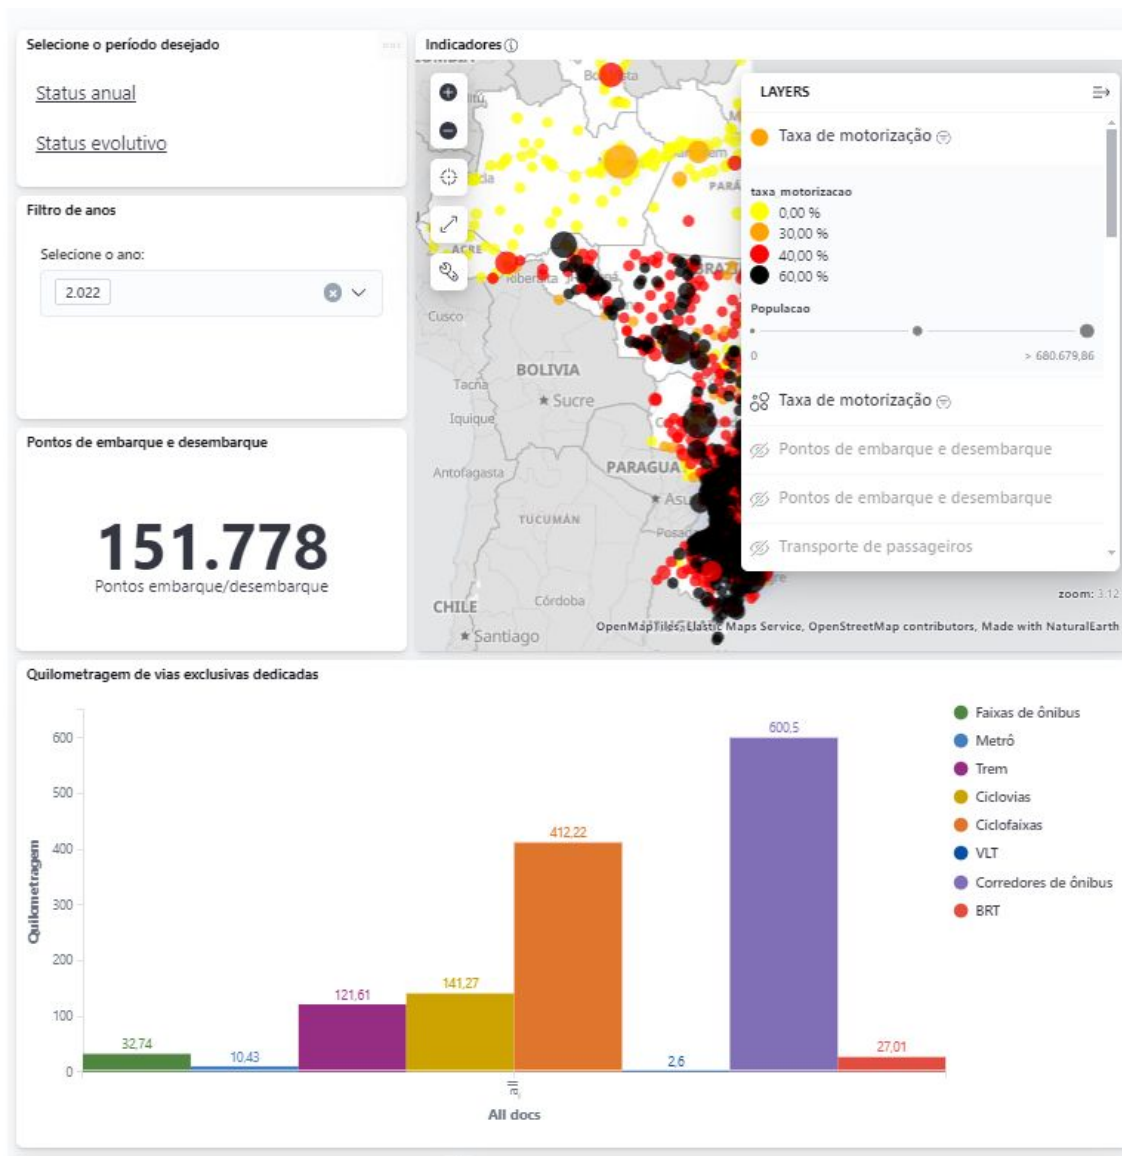 Selecione o período desejado
Status anual
Status evolutivo
Filtro de anos
Selecione o ano:
2.022
Pontos de embarque e desembarque
151.778
Pontos embarque/desembarque
Indicadores
ACRE
Cusco
BOLIVIA
Tacna
Sucre
Iquique
Antofagasta
PARAGUA
TUCUMÁN
CHILE
Córdoba
Santiago
LAYERS
Taxa de motorização
taxa_motorizacao
0,00 %
30,00 %
40,00 %
60,00 %
Populacao
0
> 680.679,86
Taxa de motorização
Pontos de embarque e desembarque
Pontos de embarque e desembarque
Transporte de passageiros
zoom: 3.12
OpenMapTiles, Elastic Maps Service, OpenStreetMap contributors, Made with NaturalEarth
Quilometragem de vias exclusivas dedicadas
Quilometragem
600
500
400
300
200
100
0
32,74
10,43
121,61
141,27
412,22
2,6
600,5
27,01
All docs
Faixas de ônibus
Metrô
Trem
Ciclovias
Ciclofaixas
VLT
Corredores de ônibus
BRT